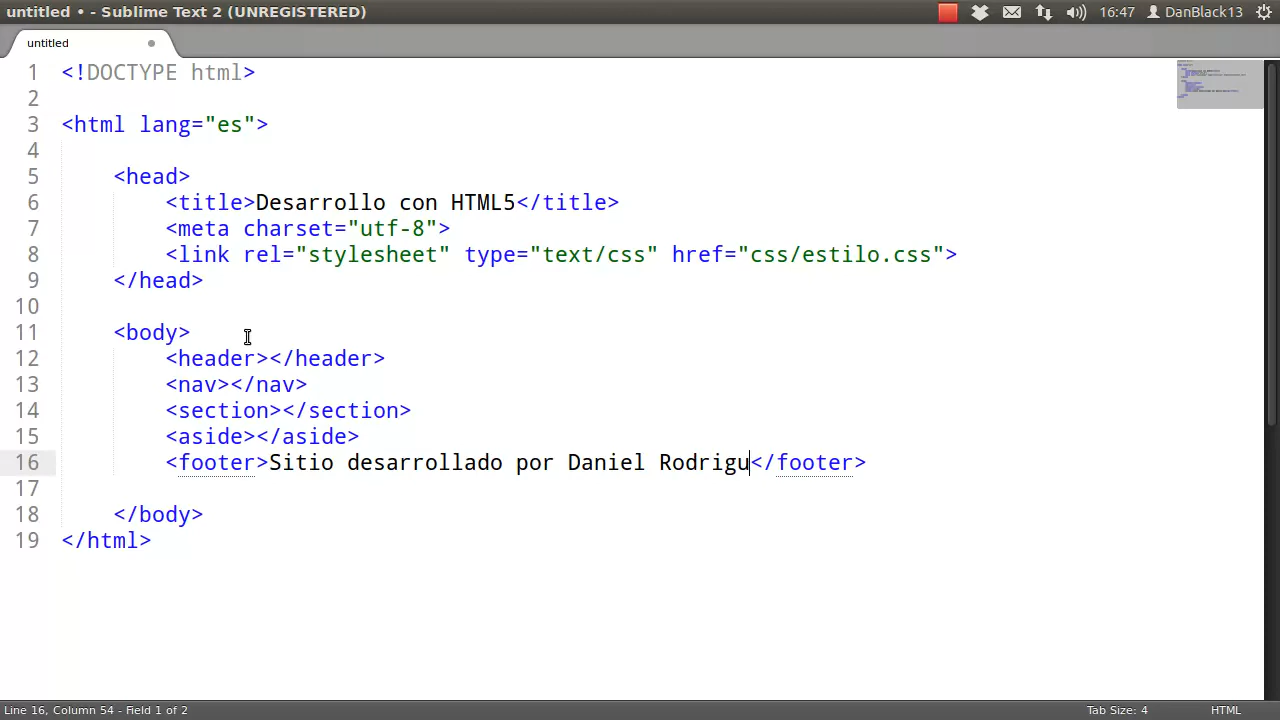 untitled • - Sublime Text 2 (UNREGISTERED)
16:47 DanBlack13
untitled
1 <!DOCTYPE html>
2
3 <html lang="es">
4
5 <head>
6 <title>Desarrollo con HTML5</title>
7 <meta charset="utf-8">
8 <link rel="stylesheet" type="text/css" href="css/estilo.css">
9 </head>
10
11 <body>
12 <header></header>
13 <nav></nav>
14 <section></section>
15 <aside></aside>
16 <footer>Sitio desarrollado por Daniel Rodrigu</footer>
17
18 </body>
19 </html>
Line 16, Column 54 - Field 1 of 2
Tab Size: 4 HTML